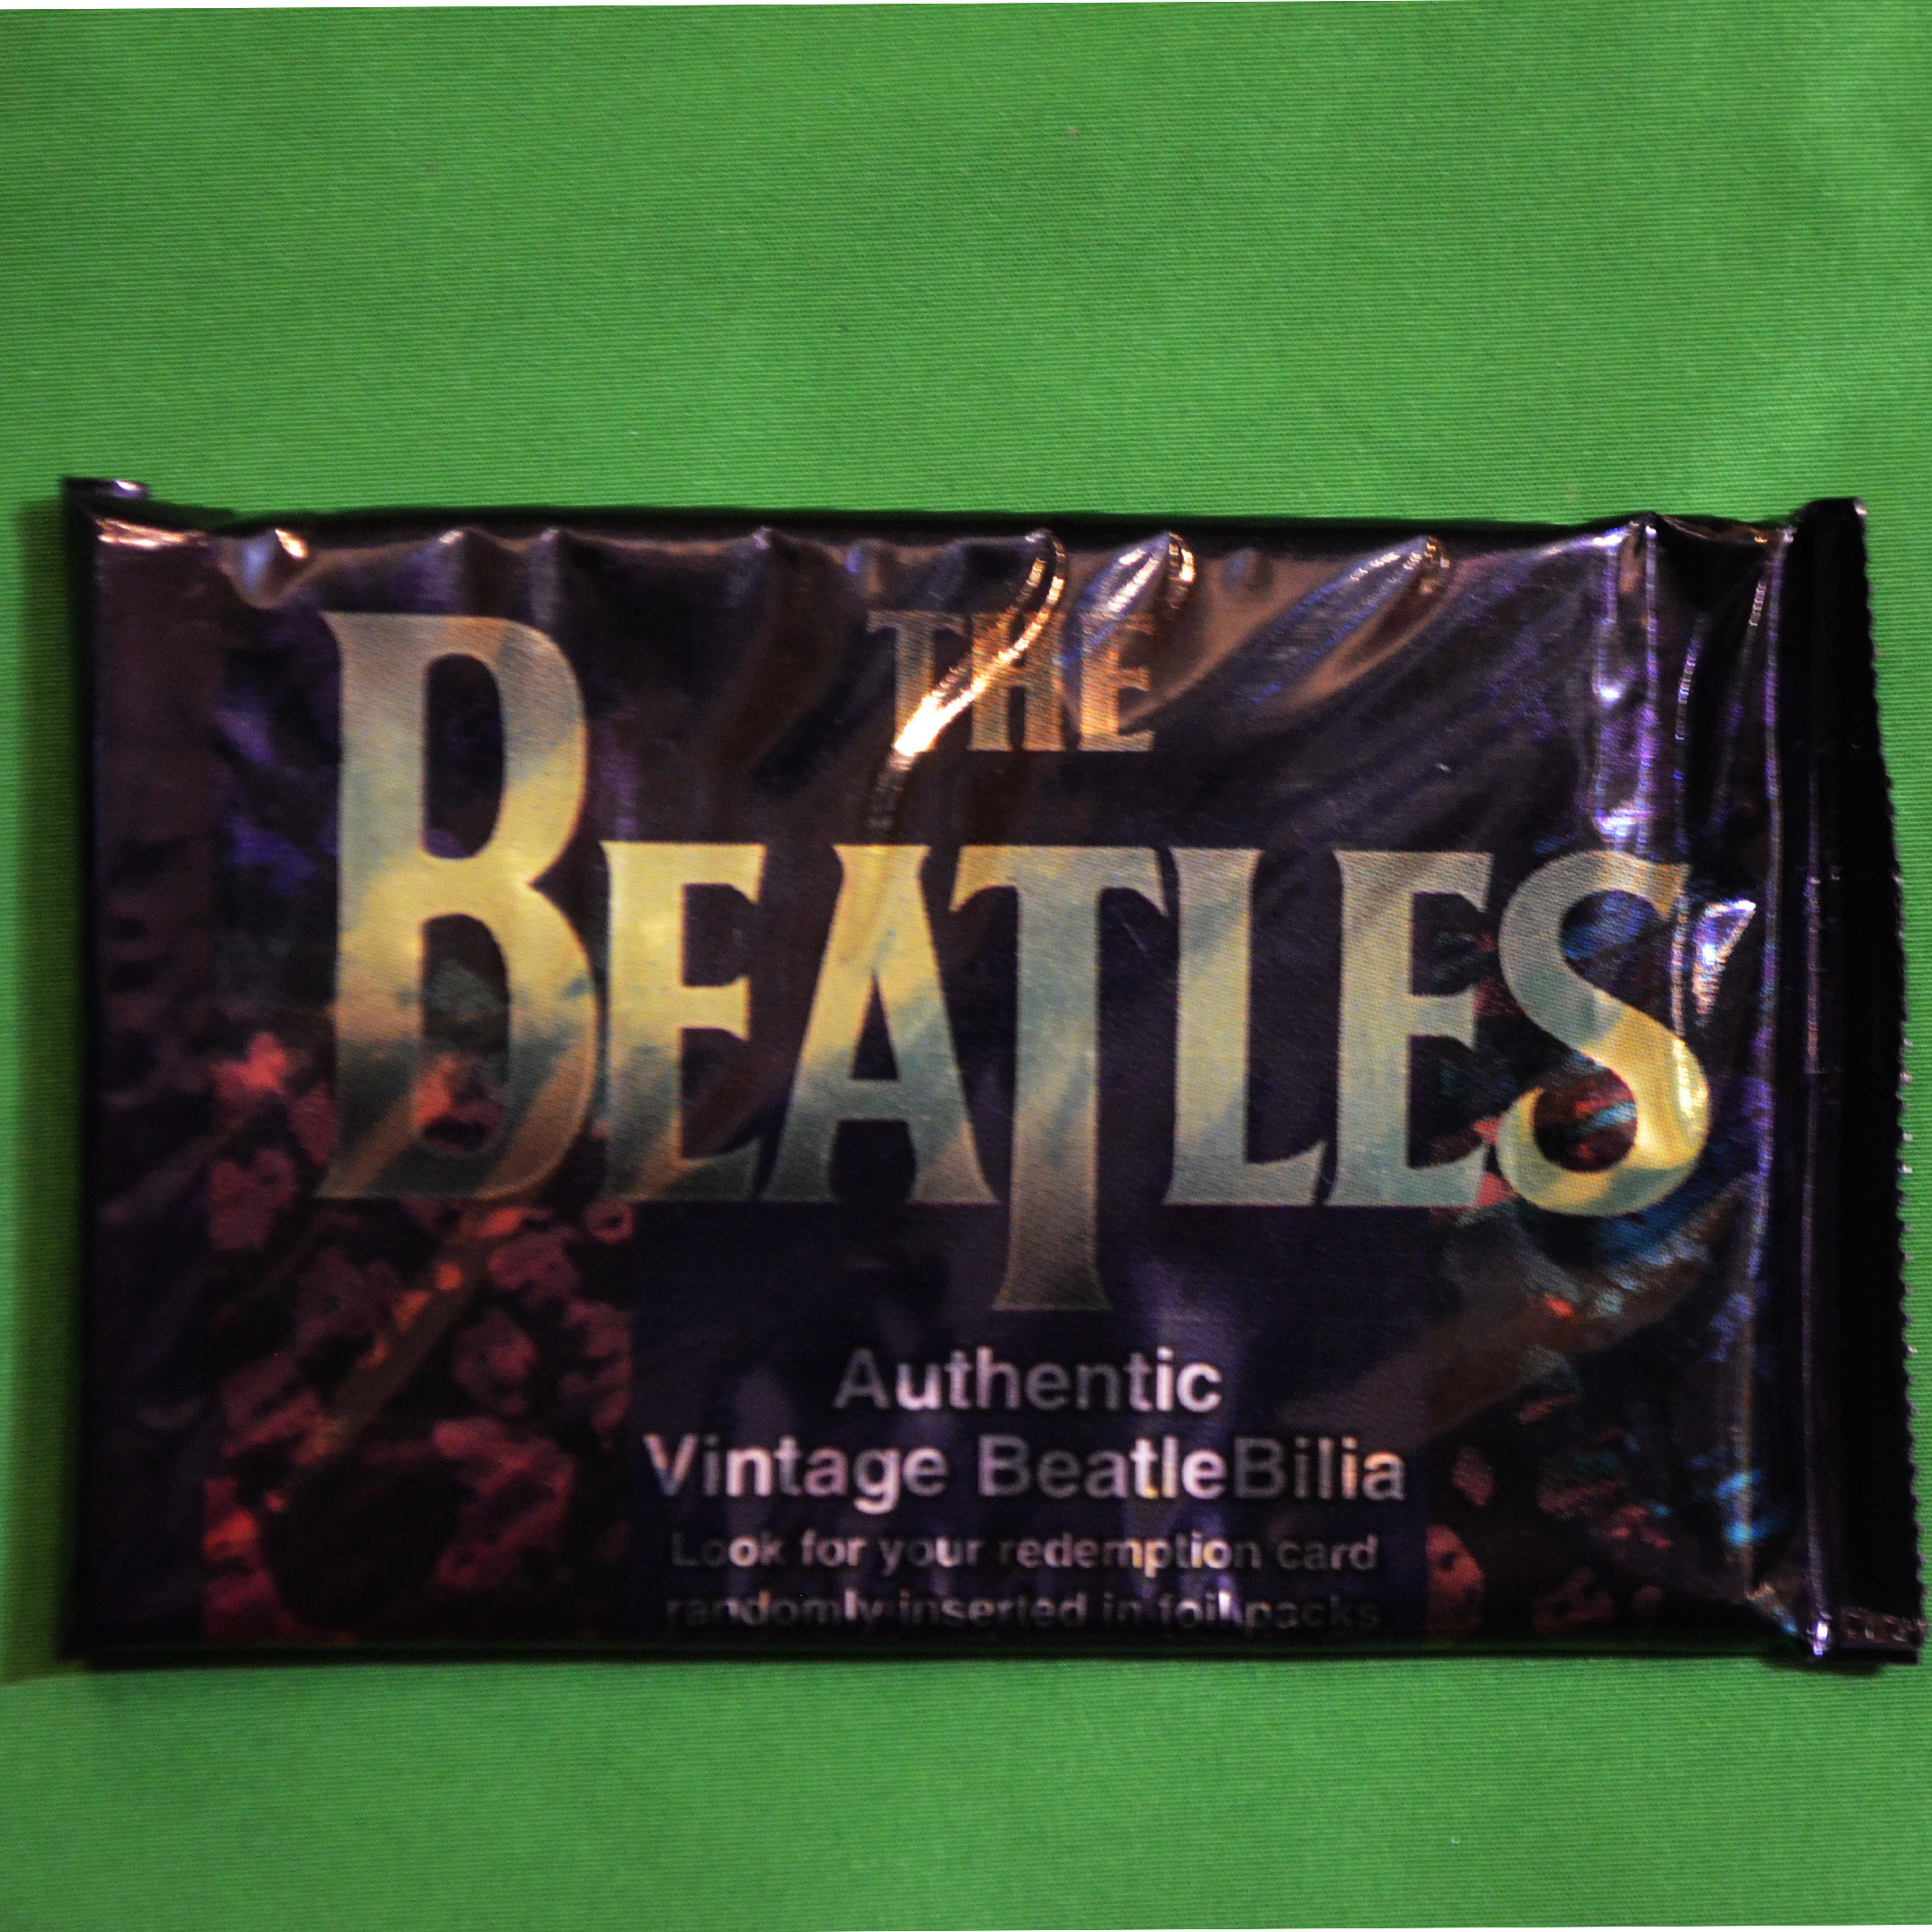 THE
BEATLES
Authentic
Vintage BeatleBilia
Look for your redemption card
randomly inserted in foil packs